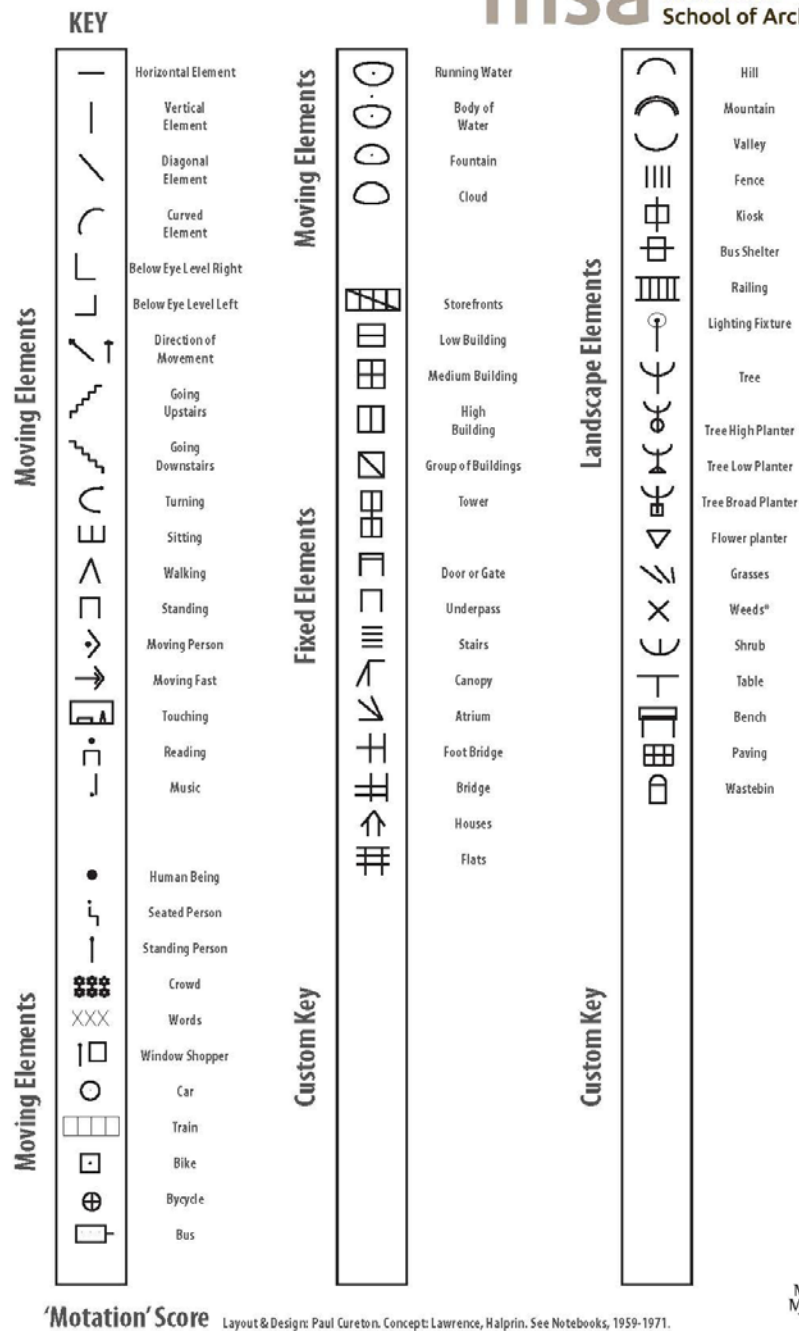 msa
School of Arc
KEY
Moving Elements
Horizontal Element
Vertical
Element
Diagonal
Element
Curved
Element
Below Eye Level Right
Below Eye Level Left
Direction of
Movement
Going
Upstairs
Going
Downstairs
Turning
Sitting
Walking
Standing
Moving Person
Moving Fast
Touching
Reading
Music
Moving Elements
Human Being
Seated Person
Standing Person
Crowd
Words
Window Shopper
Car
Train
Bike
Bycycle
Bus
Moving Elements
Running Water
Body of
Water
Fountain
Cloud
Fixed Elements
Storefronts
Low Building
Medium Building
High
Building
Group of Buildings
Tower
Door or Gate
Underpass
Stairs
Canopy
Atrium
Foot Bridge
Bridge
Houses
Flats
Custom Key
Landscape Elements
Hill
Mountain
Valley
Fence
Kiosk
Bus Shelter
Railing
Lighting Fixture
Tree
Tree High Planter
Tree Low Planter
Tree Broad Planter
Flower planter
Grasses
Weeds*
Shrub
Table
Bench
Paving
Wastebin
Custom Key
'Motation' Score Layout & Design: Paul Cureton. Concept: Lawrence, Halprin. See Notebooks, 1959-1971.